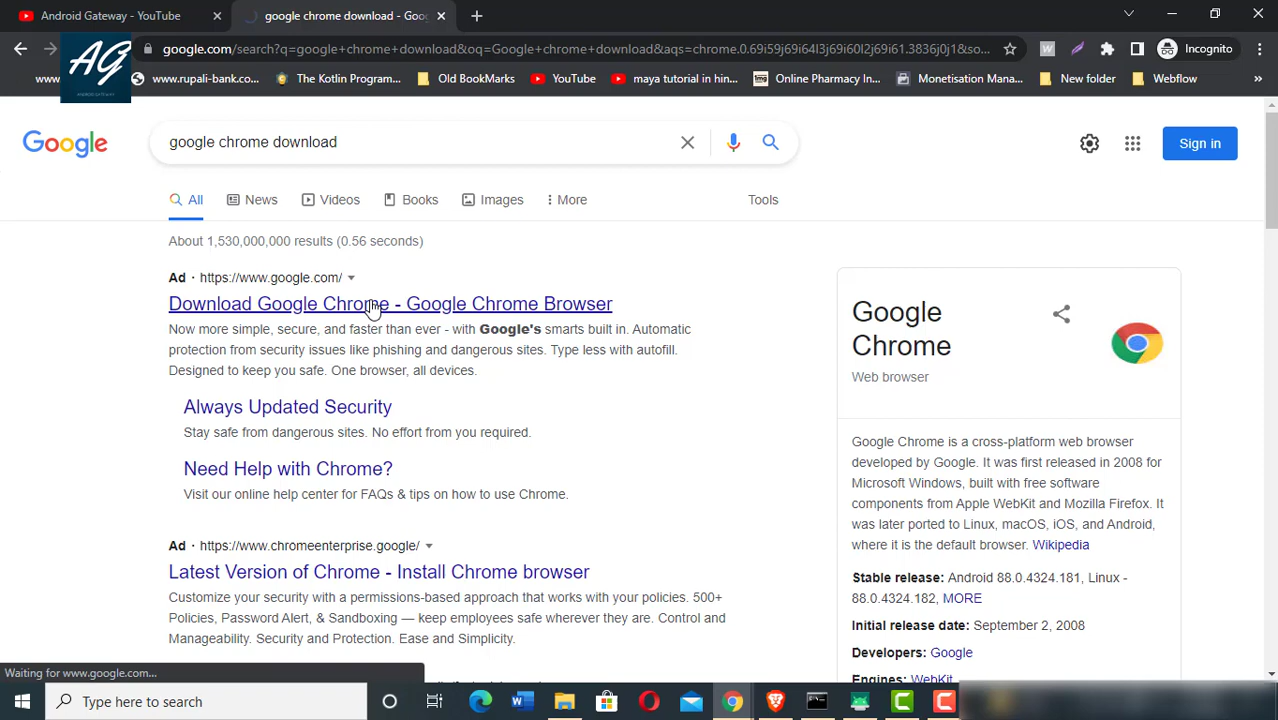 Android Gateway - YouTube
google chrome download - Goo
google.com/search?q=google+chrome+download&oq=Google+chrome+download&aqs=chrome.0.69i59j69i64l3j69i60l2j69i61.3836j0j1&so...
Incognito
www.
www.rupali-bank.co...
The Kotlin Program...
Old BookMarks
YouTube
maya tutorial in hin...
Online Pharmacy In...
Monetisation Mana...
New folder
Webflow
»
AG
ANDROID GATEWAY
Google
google chrome download
Sign in
All
News
Videos
Books
Images
More
Tools
About 1,530,000,000 results (0.56 seconds)
Ad · https://www.google.com/
Download Google Chrome - Google Chrome Browser
Now more simple, secure, and faster than ever - with Google's smarts built in. Automatic
protection from security issues like phishing and dangerous sites. Type less with autofill.
Designed to keep you safe. One browser, all devices.
Always Updated Security
Stay safe from dangerous sites. No effort from you required.
Need Help with Chrome?
Visit our online help center for FAQs & tips on how to use Chrome.
Ad · https://www.chromeenterprise.google/
Latest Version of Chrome - Install Chrome browser
Customize your security with a permissions-based approach that works with your policies. 500+
Policies, Password Alert, & Sandboxing — keep employees safe wherever they are. Control and
Manageability. Security and Protection. Ease and Simplicity.
Google
Chrome
Web browser
Google Chrome is a cross-platform web browser
developed by Google. It was first released in 2008 for
Microsoft Windows, built with free software
components from Apple WebKit and Mozilla Firefox. It
was later ported to Linux, macOS, iOS, and Android,
where it is the default browser. Wikipedia
Stable release: Android 88.0.4324.181, Linux -
88.0.4324.182, MORE
Initial release date: September 2, 2008
Developers: Google
Engines: WebKit
Waiting for www.google.com...
Type here to search